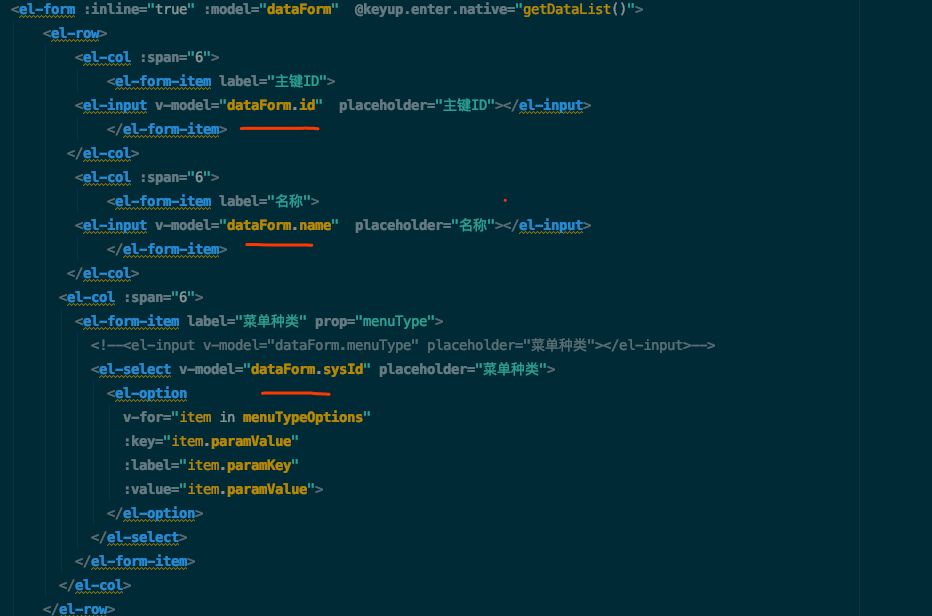 <el-form :inline="true" :model="dataForm"  @keyup.enter.native="getDataList()">
<el-row>
<el-col :span="6">
<el-form-item label="主键ID">
<el-input v-model="dataForm.id"  placeholder="主键ID"></el-input>
</el-form-item>
</el-col>
<el-col :span="6">
<el-form-item label="名称">
<el-input v-model="dataForm.name"  placeholder="名称"></el-input>
</el-form-item>
</el-col>
<el-col :span="6">
<el-form-item label="菜单种类" prop="menuType">
<!--<el-input v-model="dataForm.menuType" placeholder="菜单种类"></el-input>-->
<el-select v-model="dataForm.sysId" placeholder="菜单种类">
<el-option
v-for="item in menuTypeOptions"
:key="item.paramValue"
:label="item.paramKey"
:value="item.paramValue">
</el-option>
</el-select>
</el-form-item>
</el-col>
</el-row>